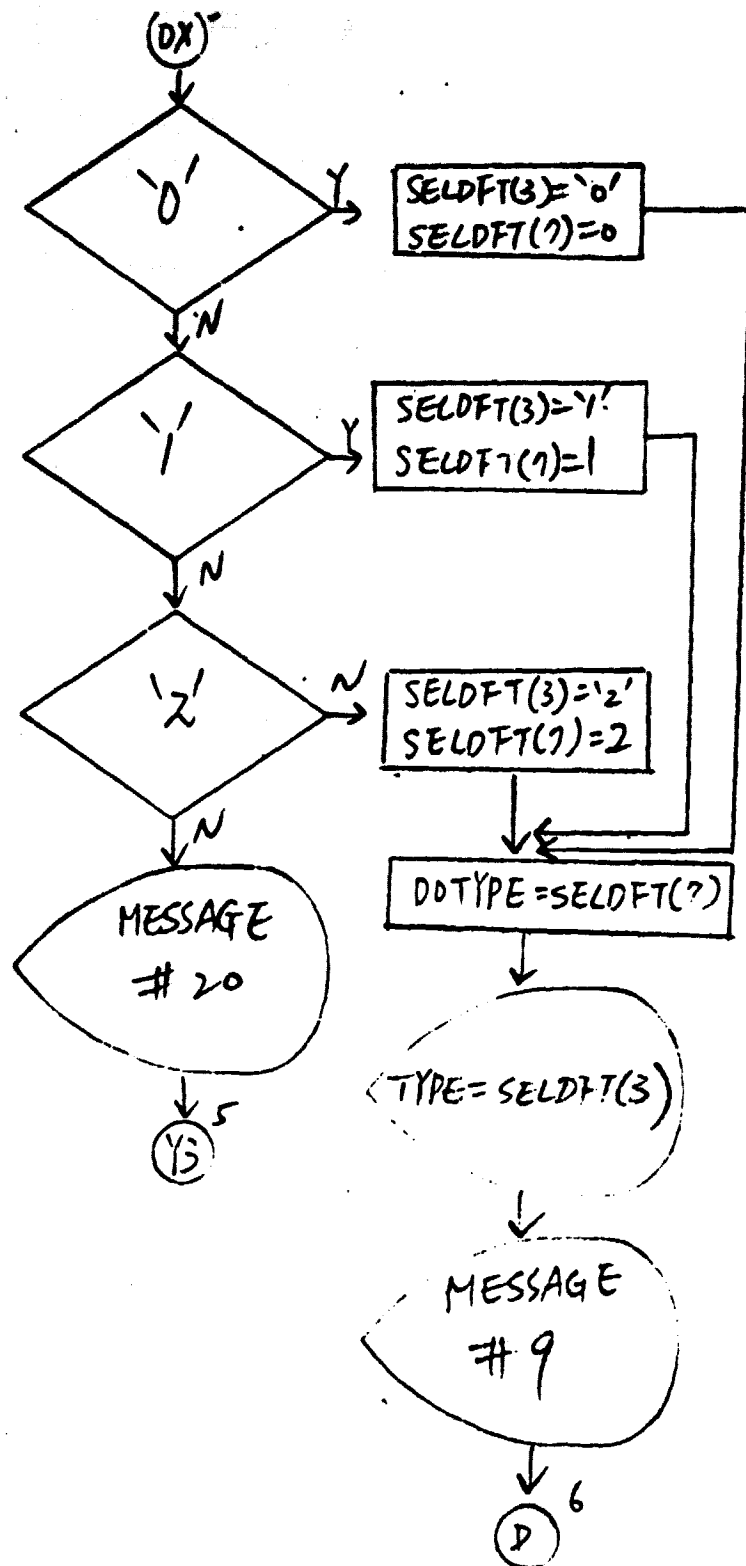 (DX)
'0'
Y
SELDFT(3)='0'
SELDFT(7)=0
N
'1'
Y
SELDFT(3)='1'
SELDFT(7)=1
N
'2'
N
SELDFT(3)='2'
SELDFT(7)=2
N
DOTYPE=SELDFT(7)
MESSAGE
#20
TYPE=SELDFT(3)
5
Y3
MESSAGE
#9
6
D